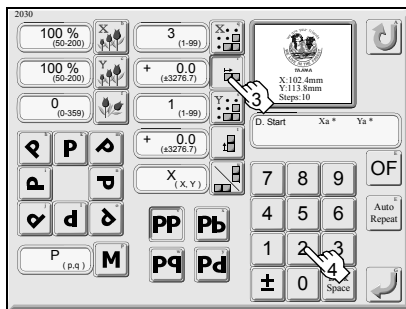 2030
100 %
(50-200)
X
3
(1-99)
X
100 %
(50-200)
Y
+ 0.0
(±3276.7)
3
0
(0-359)
1
(1-99)
Y
+ 0.0
(±3276.7)
X
(X, Y)
P P P
P P
P d P
P
(p,q)
M
PP Pb
Pq Pd
TAJIMA
X:102.4mm
Y:113.8mm
Steps:10
D. Start Xa * Ya *
7 8 9
4 5 6
1 2 3
4
± 0
Space
OF
Auto
Repeat